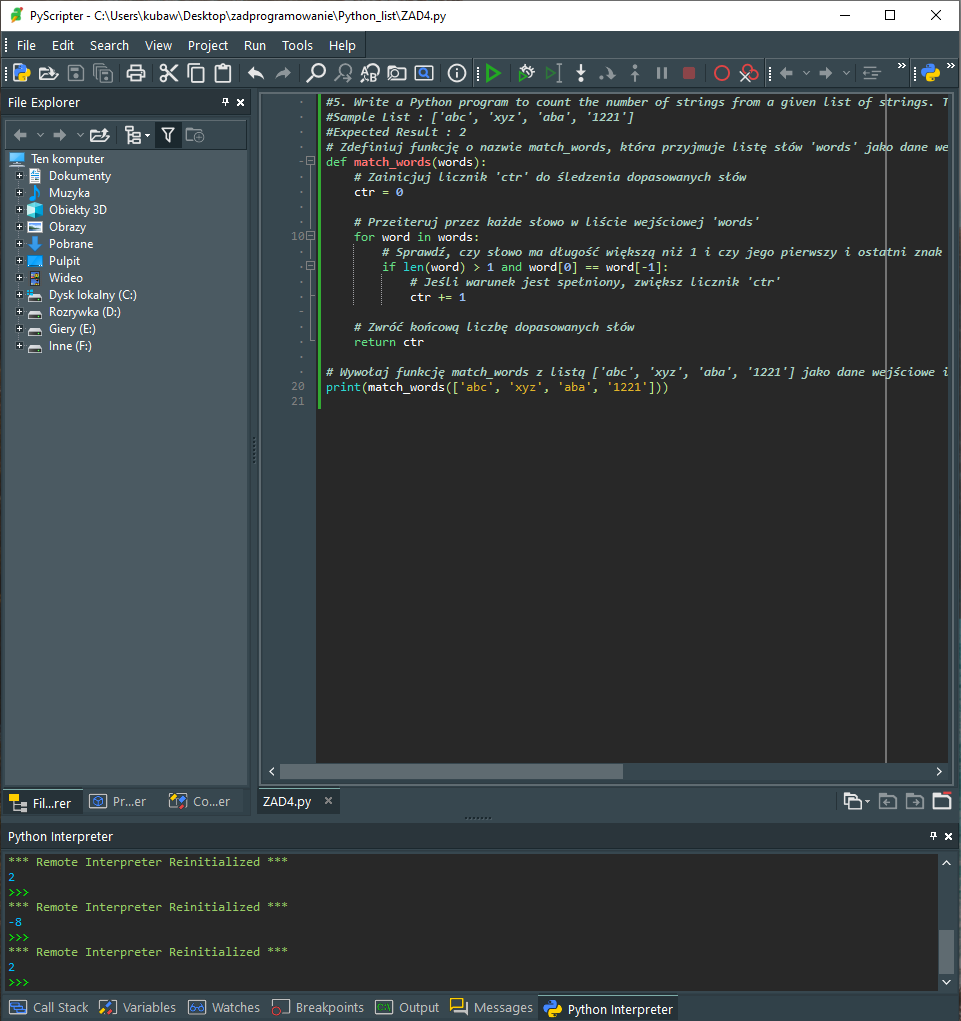 PyScripter - C:\Users\kubaw\Desktop\zadprogramowanie\Python_list\ZAD4.py
File Edit Search View Project Run Tools Help
File Explorer
Ten komputer
Dokumenty
Muzyka
Obiekty 3D
Obrazy
Pobrane
Pulpit
Wideo
Dysk lokalny (C:)
Rozrywka (D:)
Giery (E:)
Inne (F:)
Fil...rer Pr...er Co...er
#5. Write a Python program to count the number of strings from a given list of strings. T
#Sample List : ['abc', 'xyz', 'aba', '1221']
#Expected Result : 2
# Zdefiniuj funkcję o nazwie match_words, która przyjmuje listę słów 'words' jako dane we
def match_words(words):
# Zainicjuj licznik 'ctr' do śledzenia dopasowanych słów
ctr = 0
# Przeiteruj przez każde słowo w liście wejściowej 'words'
10 for word in words:
# Sprawdź, czy słowo ma długość większą niż 1 i czy jego pierwszy i ostatni znak
if len(word) > 1 and word[0] == word[-1]:
# Jeśli warunek jest spełniony, zwiększ licznik 'ctr'
ctr += 1
# Zwróć końcową liczbę dopasowanych słów
return ctr
# Wywołaj funkcję match_words z listą ['abc', 'xyz', 'aba', '1221'] jako dane wejściowe i
20 print(match_words(['abc', 'xyz', 'aba', '1221']))
21
ZAD4.py
Python Interpreter
*** Remote Interpreter Reinitialized ***
2
>>>
*** Remote Interpreter Reinitialized ***
-8
>>>
*** Remote Interpreter Reinitialized ***
2
>>>
Call Stack Variables Watches Breakpoints Output Messages Python Interpreter